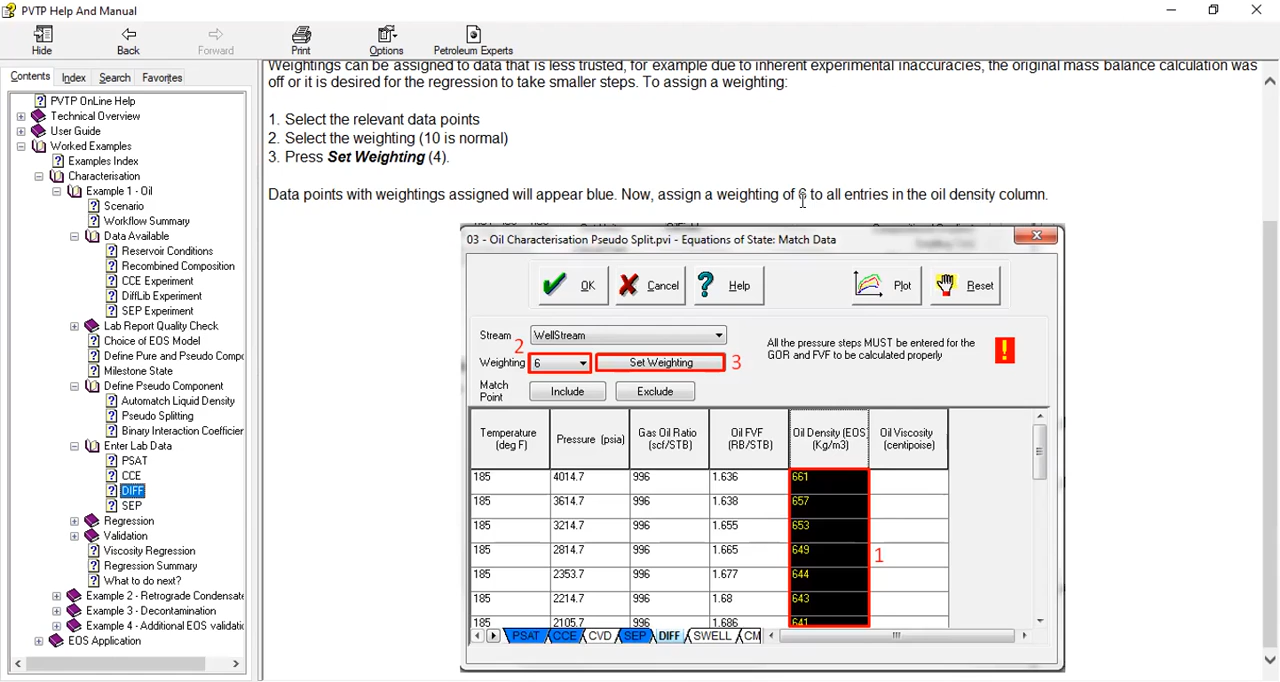 PVTP Help And Manual
Hide
Back
Forward
Print
Options
Petroleum Experts
Contents
Index
Search
Favorites
PVTP OnLine Help
Technical Overview
User Guide
Worked Examples
Examples Index
Characterisation
Example 1 - Oil
Scenario
Workflow Summary
Data Available
Reservoir Conditions
Recombined Composition
CCE Experiment
DiffLib Experiment
SEP Experiment
Lab Report Quality Check
Choice of EOS Model
Define Pure and Pseudo Compo
Milestone State
Define Pseudo Component
Automatch Liquid Density
Pseudo Splitting
Binary Interaction Coefficien
Enter Lab Data
PSAT
CCE
DIFF
SEP
Regression
Validation
Viscosity Regression
Regression Summary
What to do next?
Example 2 - Retrograde Condensate
Example 3 - Decontamination
Example 4 - Additional EOS validatio
EOS Application
Weightings can be assigned to data that is less trusted, for example due to inherent experimental inaccuracies, the original mass balance calculation was
off or it is desired for the regression to take smaller steps. To assign a weighting:
1. Select the relevant data points
2. Select the weighting (10 is normal)
3. Press Set Weighting (4).
Data points with weightings assigned will appear blue. Now, assign a weighting of 6 to all entries in the oil density column.
03 - Oil Characterisation Pseudo Split.pvi - Equations of State: Match Data
OK
Cancel
Help
Plot
Reset
Stream
WellStream
2
Weighting
6
Set Weighting
3
All the pressure steps MUST be entered for the
GOR and FVF to be calculated properly
Match
Point
Include
Exclude
Temperature
(deg F)
Pressure (psia)
Gas Oil Ratio
(scf/STB)
Oil FVF
(RB/STB)
Oil Density (EOS)
(Kg/m3)
Oil Viscosity
(centipoise)
185 4014.7 996 1.636 661
185 3614.7 996 1.638 657
185 3214.7 996 1.655 653
185 2814.7 996 1.665 649
1
185 2353.7 996 1.677 644
185 2214.7 996 1.68 643
185 2105.7 996 1.686 641
PSAT CCE CVD SEP DIFF SWELL CM